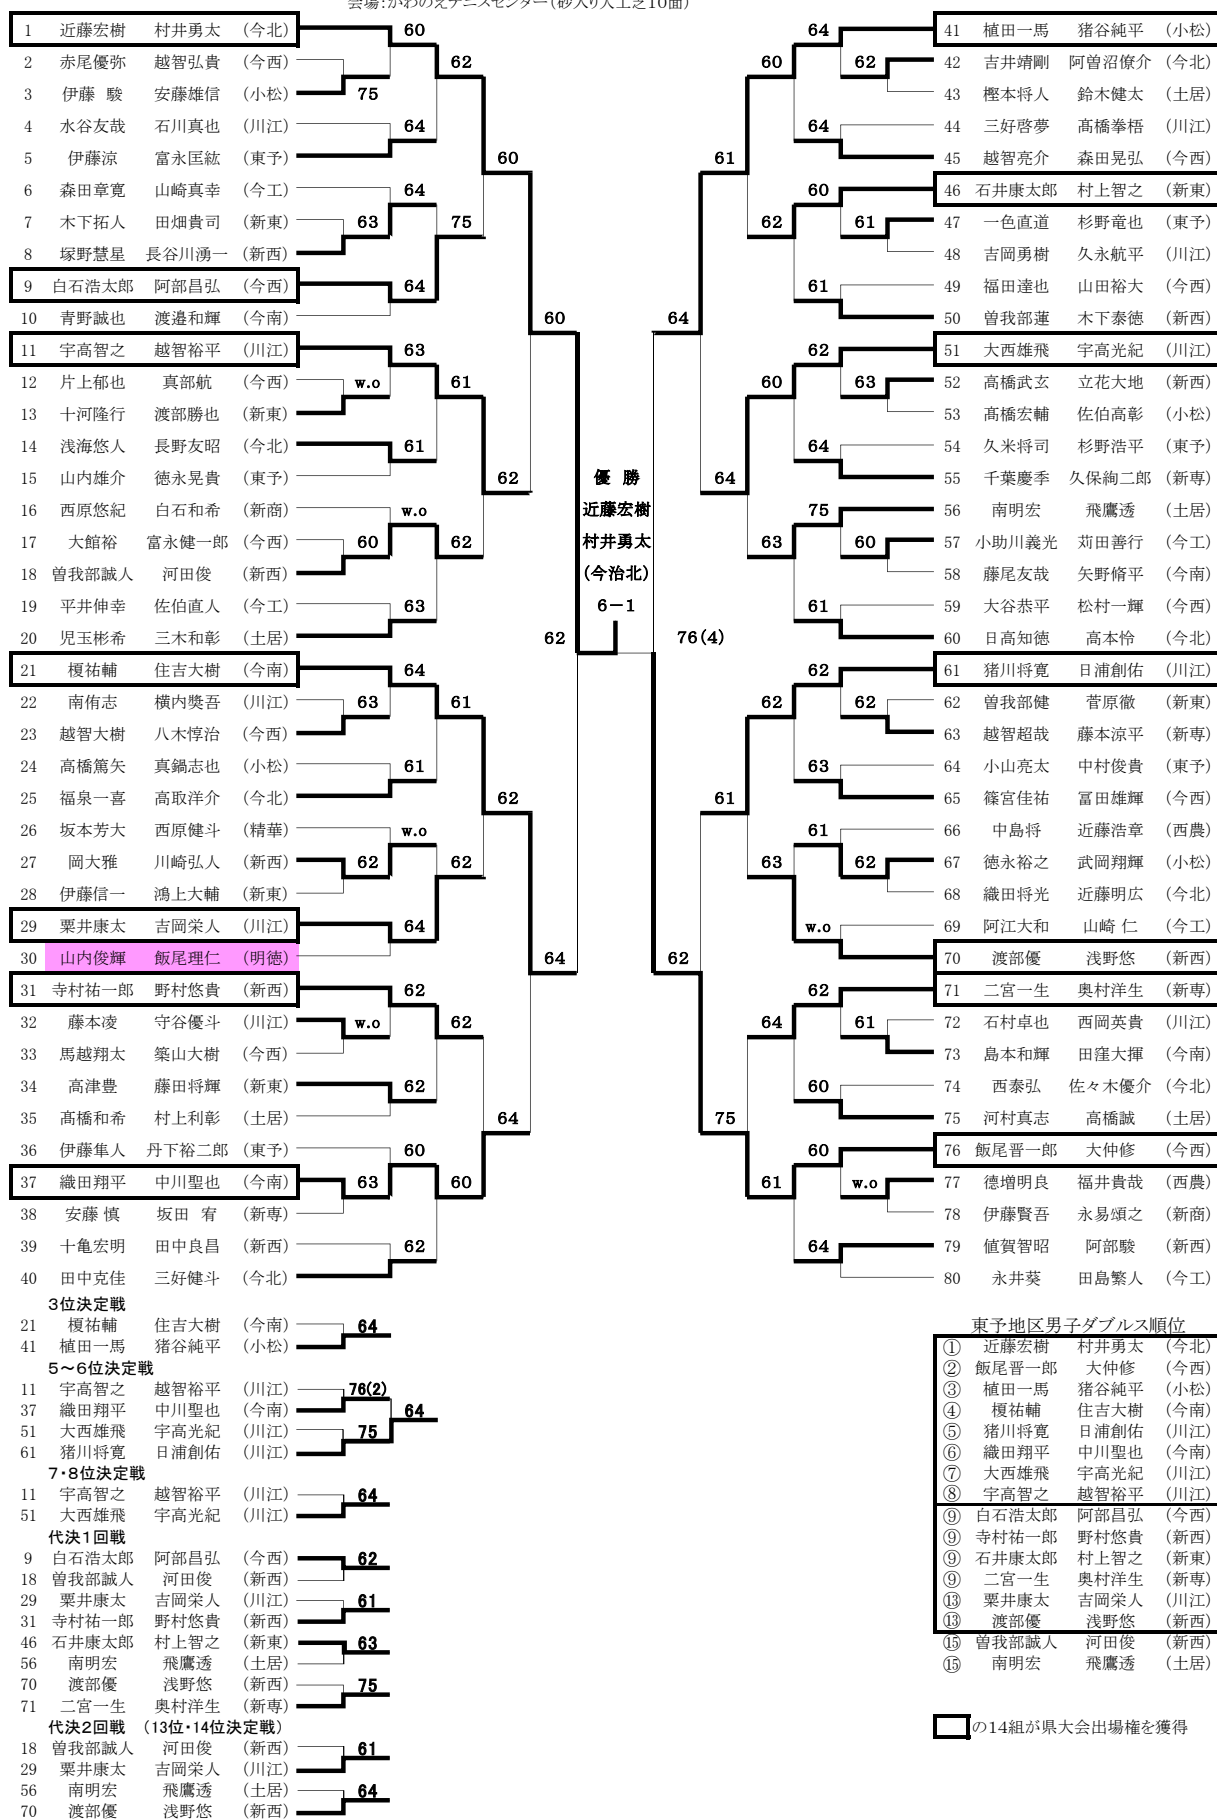 会場:かわのえテニスセンター(砂入り人工芝10面)
1 近藤宏樹 村井勇太 (今北)
2 赤尾優弥 越智弘貴 (今西)
3 伊藤 駿 安藤雄信 (小松)
4 水谷友哉 石川真也 (川江)
5 伊藤涼 富永匡紘 (東予)
6 森田章寛 山崎真幸 (今工)
7 木下拓人 田畑貴司 (新東)
8 塚野慧星 長谷川湧一 (新西)
9 白石浩太郎 阿部昌弘 (今西)
10 青野誠也 渡邉和輝 (今南)
11 宇高智之 越智裕平 (川江)
12 片上郁也 真部航 (今西)
13 十河隆行 渡部勝也 (新東)
14 浅海悠人 長野友昭 (今北)
15 山内雄介 徳永晃貴 (東予)
16 西原悠紀 白石和希 (新商)
17 大館裕 富永健一郎 (今西)
18 曽我部誠人 河田俊 (新西)
19 平井伸幸 佐伯直人 (今工)
20 児玉彬希 三木和彰 (土居)
21 榎祐輔 住吉大樹 (今南)
22 南侑志 横内奬吾 (川江)
23 越智大樹 八木惇治 (今西)
24 高橋篤矢 真鍋志也 (小松)
25 福泉一喜 高取洋介 (今北)
26 坂本芳大 西原健斗 (精華)
27 岡大雅 川崎弘人 (新西)
28 伊藤信一 鴻上大輔 (新東)
29 栗井康太 吉岡栄人 (川江)
30 山内俊輝 飯尾理仁 (明徳)
31 寺村祐一郎 野村悠貴 (新西)
32 藤本凌 守谷優斗 (川江)
33 馬越翔太 築山大樹 (今西)
34 高津豊 藤田将輝 (新東)
35 髙橋和希 村上利彰 (土居)
36 伊藤隼人 丹下裕二郎 (東予)
37 織田翔平 中川聖也 (今南)
38 安藤 慎 坂田 宥 (新専)
39 十亀宏明 田中良昌 (新西)
40 田中克佳 三好健斗 (今北)
60
75
64
64
63
64
63
w.o
61
w.o
60
63
64
63
61
w.o
62
64
62
w.o
62
60
63
62
62
75
61
62
61
62
62
60
60
62
62
64
60
64
62
優 勝
近藤宏樹
村井勇太
(今治北)
6-1
76(4)
64
62
61
64
61
75
60
62
60
63
62
63
64
61
64
62
64
60
61
61
62
63
64
75
60
61
62
62
63
61
62
w.o
62
61
60
60
w.o
64
41 植田一馬 猪谷純平 (小松)
42 吉井靖剛 阿曽沼僚介 (今北)
43 樫本将人 鈴木健太 (土居)
44 三好啓夢 髙橋奉梧 (川江)
45 越智亮介 森田晃弘 (今西)
46 石井康太郎 村上智之 (新東)
47 一色直道 杉野竜也 (東予)
48 吉岡勇樹 久永航平 (川江)
49 福田達也 山田裕大 (今西)
50 曽我部蓮 木下泰徳 (新西)
51 大西雄飛 宇高光紀 (川江)
52 高橋武玄 立花大地 (新西)
53 髙橋宏輔 佐伯高彰 (小松)
54 久米将司 杉野浩平 (東予)
55 千葉慶季 久保絢二郎 (新専)
56 南明宏 飛鷹透 (土居)
57 小助川義光 苅田善行 (今工)
58 藤尾友哉 矢野脩平 (今南)
59 大谷恭平 松村一輝 (今西)
60 日高知徳 高本怜 (今北)
61 猪川将寛 日浦創佑 (川江)
62 曽我部健 菅原徹 (新東)
63 越智超哉 藤本涼平 (新専)
64 小山亮太 中村俊貴 (東予)
65 篠宮佳祐 冨田雄輝 (今西)
66 中島将 近藤浩章 (西農)
67 徳永裕之 武岡翔輝 (小松)
68 織田将光 近藤明広 (今北)
69 阿江大和 山崎 仁 (今工)
70 渡部優 浅野悠 (新西)
71 二宮一生 奥村洋生 (新専)
72 石村卓也 西岡英貴 (川江)
73 島本和輝 田窪大揮 (今南)
74 西泰弘 佐々木優介 (今北)
75 河村真志 高橋誠 (土居)
76 飯尾晋一郎 大仲修 (今西)
77 徳増明良 福井貴哉 (西農)
78 伊藤賢吾 永易頌之 (新商)
79 値賀智昭 阿部駿 (新西)
80 永井葵 田島繁人 (今工)
3位決定戦
21 榎祐輔 住吉大樹 (今南) 64
41 植田一馬 猪谷純平 (小松)
5~6位決定戦
11 宇高智之 越智裕平 (川江) 76(2)
37 織田翔平 中川聖也 (今南) 64
51 大西雄飛 宇高光紀 (川江) 75
61 猪川将寛 日浦創佑 (川江)
7・8位決定戦
11 宇高智之 越智裕平 (川江) 64
51 大西雄飛 宇高光紀 (川江)
代決1回戦
9 白石浩太郎 阿部昌弘 (今西) 62
18 曽我部誠人 河田俊 (新西)
29 栗井康太 吉岡栄人 (川江) 61
31 寺村祐一郎 野村悠貴 (新西)
46 石井康太郎 村上智之 (新東) 63
56 南明宏 飛鷹透 (土居)
70 渡部優 浅野悠 (新西) 75
71 二宮一生 奥村洋生 (新専)
代決2回戦 (13位・14位決定戦)
18 曽我部誠人 河田俊 (新西) 61
29 栗井康太 吉岡栄人 (川江)
56 南明宏 飛鷹透 (土居) 64
70 渡部優 浅野悠 (新西)
東予地区男子ダブルス順位
① 近藤宏樹 村井勇太 (今北)
② 飯尾晋一郎 大仲修 (今西)
③ 植田一馬 猪谷純平 (小松)
④ 榎祐輔 住吉大樹 (今南)
⑤ 猪川将寛 日浦創佑 (川江)
⑥ 織田翔平 中川聖也 (今南)
⑦ 大西雄飛 宇高光紀 (川江)
⑧ 宇高智之 越智裕平 (川江)
⑨ 白石浩太郎 阿部昌弘 (今西)
⑨ 寺村祐一郎 野村悠貴 (新西)
⑨ 石井康太郎 村上智之 (新東)
⑨ 二宮一生 奥村洋生 (新専)
⑬ 栗井康太 吉岡栄人 (川江)
⑬ 渡部優 浅野悠 (新西)
⑮ 曽我部誠人 河田俊 (新西)
⑮ 南明宏 飛鷹透 (土居)
の14組が県大会出場権を獲得